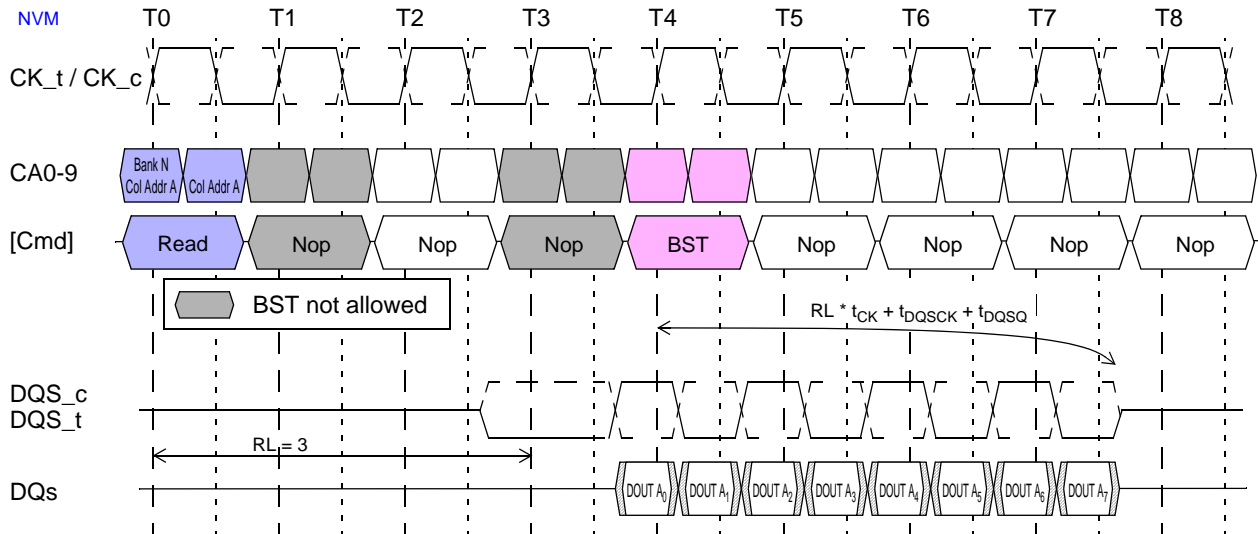 NVM T0 T1 T2 T3 T4 T5 T6 T7 T8
CK_t / CK_c
CA0-9
Bank N
Col Addr A Col Addr A
[Cmd] Read Nop Nop Nop BST Nop Nop Nop Nop
BST not allowed
RL * tCK + tDQSCK + tDQSQ
DQS_c
DQS_t
RL = 3
DQs DOUT A0 DOUT A1 DOUT A2 DOUT A3 DOUT A4 DOUT A5 DOUT A6 DOUT A7